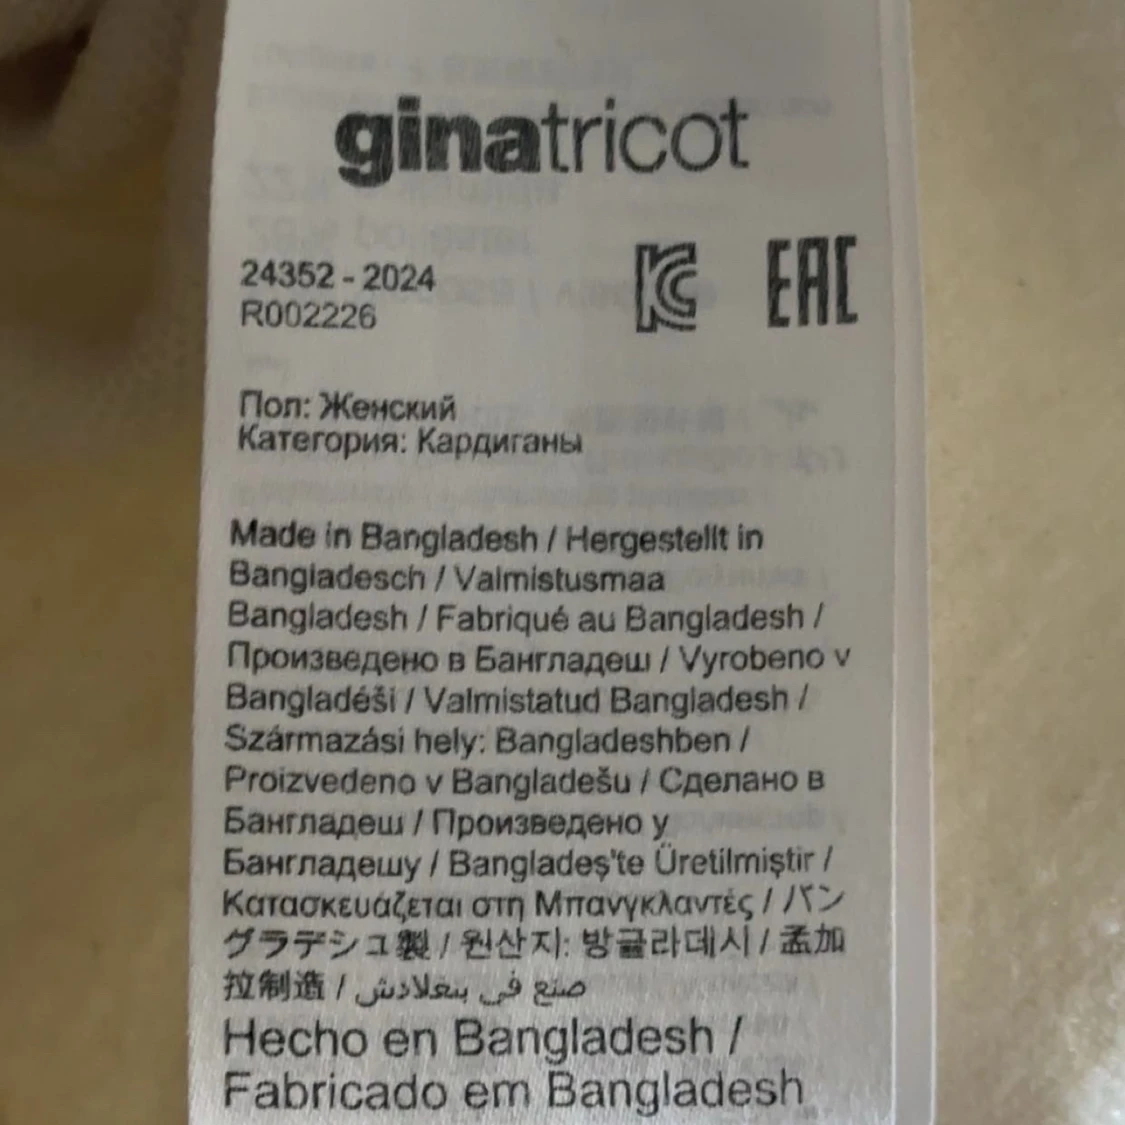 ginatricot
24352 - 2024
R002226
EAC
Пол: Женский
Категория: Кардиганы
Made in Bangladesh / Hergestellt in
Bangladesch / Valmistusmaa
Bangladesh / Fabriqué au Bangladesh /
Произведено в Бангладеш / Vyrobeno v
Bangladéši / Valmistatud Bangladesh /
Származási hely: Bangladeshben /
Proizvedeno v Bangladešu / Сделано в
Бангладеш / Произведено у
Бангладешу / Bangladeş'te Üretilmiştir /
Κατασκευάζεται στη Μπανγκλαντές / バン
グラデシュ製 / 원산지: 방글라데시 / 孟加
拉制造 / صنع في بنغلادش
Hecho en Bangladesh /
Fabricado em Bangladesh